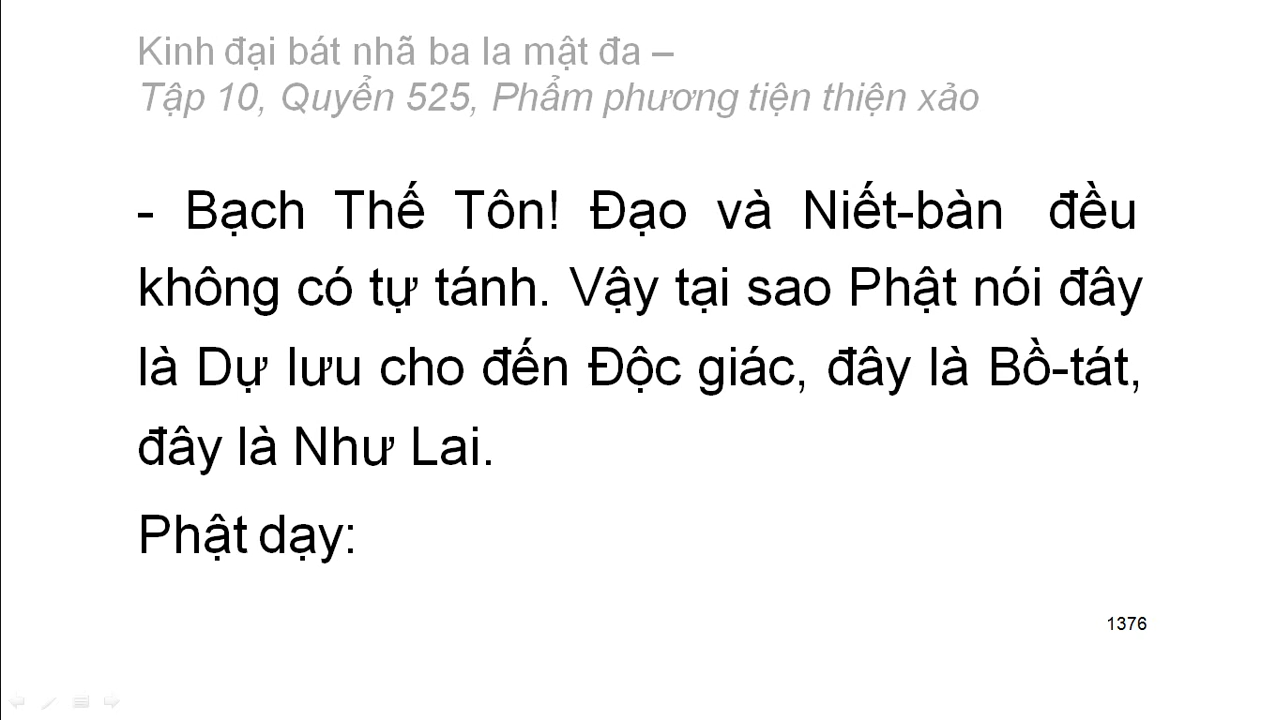 Kinh đại bát nhã ba la mật đa –
Tập 10, Quyển 525, Phẩm phương tiện thiện xảo
- Bạch Thế Tôn! Đạo và Niết-bàn đều
không có tự tánh. Vậy tại sao Phật nói đây
là Dự lưu cho đến Độc giác, đây là Bồ-tát,
đây là Như Lai.
Phật dạy:
1376